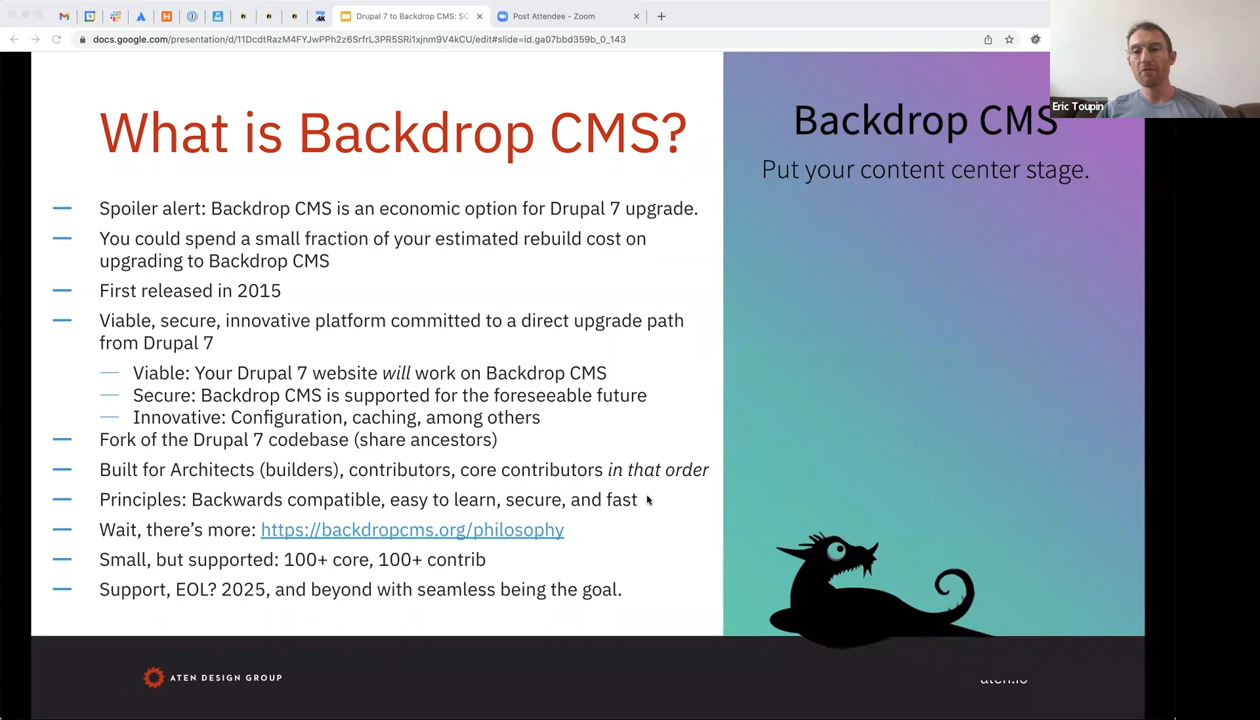 Drupal 7 to Backdrop CMS: SC
Post Attendee - Zoom
docs.google.com/presentation/d/11DcdtRazM4FYJwPPh2z6SrfrL3PR5SRi1xjnm9V4kCU/edit#slide=id.ga07bbd359b_0_143
Eric Toupin
What is Backdrop CMS?
Spoiler alert: Backdrop CMS is an economic option for Drupal 7 upgrade.
You could spend a small fraction of your estimated rebuild cost on
upgrading to Backdrop CMS
First released in 2015
Viable, secure, innovative platform committed to a direct upgrade path
from Drupal 7
Viable: Your Drupal 7 website will work on Backdrop CMS
Secure: Backdrop CMS is supported for the foreseeable future
Innovative: Configuration, caching, among others
Fork of the Drupal 7 codebase (share ancestors)
Built for Architects (builders), contributors, core contributors in that order
Principles: Backwards compatible, easy to learn, secure, and fast
Wait, there's more: https://backdropcms.org/philosophy
Small, but supported: 100+ core, 100+ contrib
Support, EOL? 2025, and beyond with seamless being the goal.
Backdrop CMS
Put your content center stage.
ATEN DESIGN GROUP
aten.io